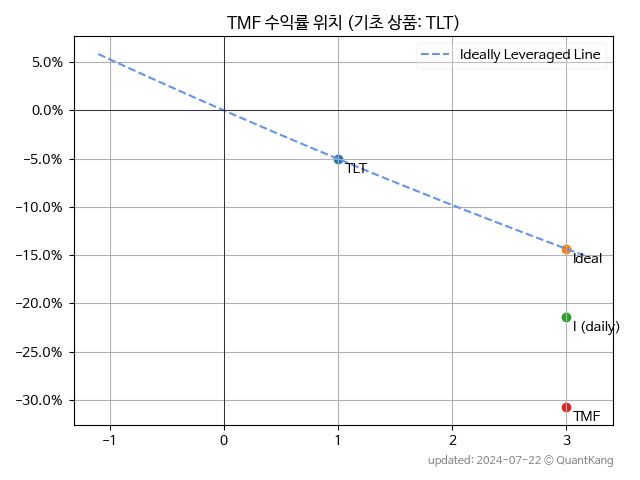 TMF 수익률 위치 (기초 상품: TLT)
Ideally Leveraged Line
5.0%
0.0%
−5.0%
−10.0%
−15.0%
−20.0%
−25.0%
−30.0%
TLT
Ideal
I (daily)
TMF
−1
0
1
2
3
updated: 2024-07-22 © QuantKang